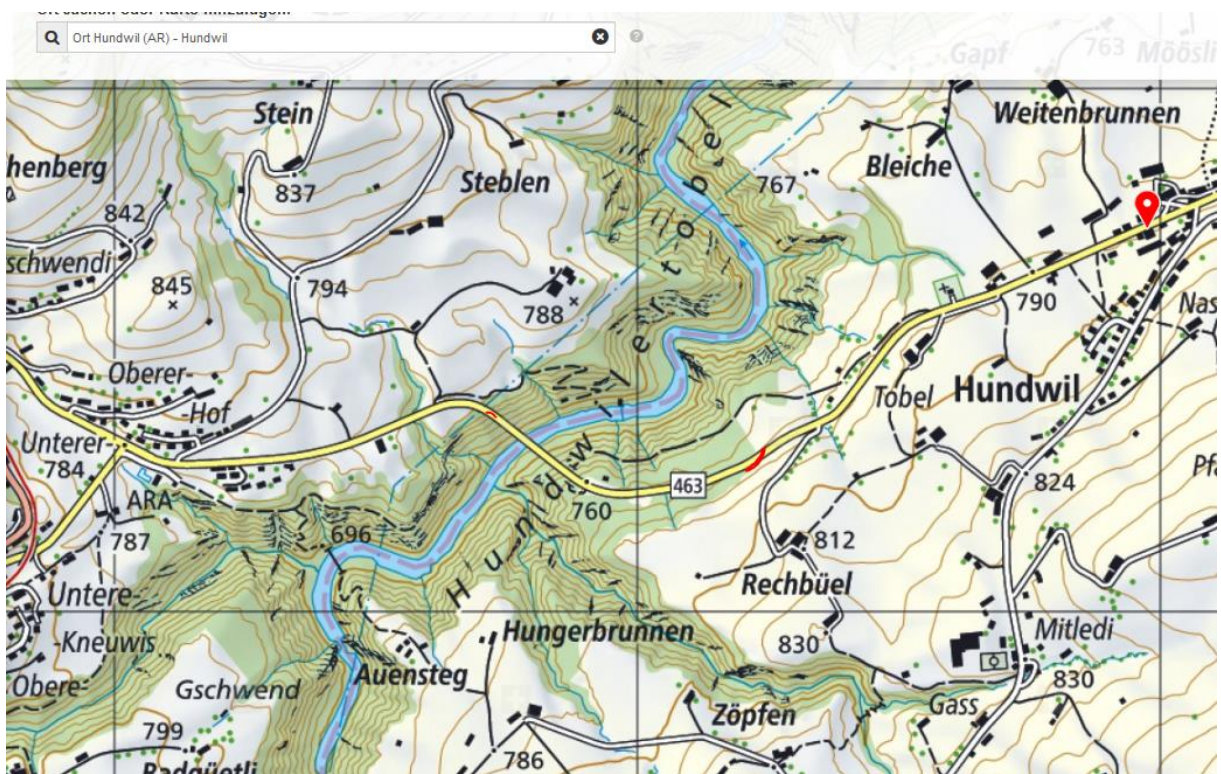 Ort Hundwil (AR) – Hundwil
Gapf
763
Möösli
Stein
Weitenbrunnen
henberg
837
Steblen
767
Bleiche
842
schwendi
845
794
788
790
Nas
Oberer-
-Hof
Tobel
Hundwil
Unterer-
784
463
Pf
824
ARA
760
787
696
812
Hundwilertobel
Untere-
Rechbüel
-Kneuwis
Hungerbrunnen
830
Mitledi
Obere-
Gschwend
Auensteg
830
Gass
Zöpfen
799
786